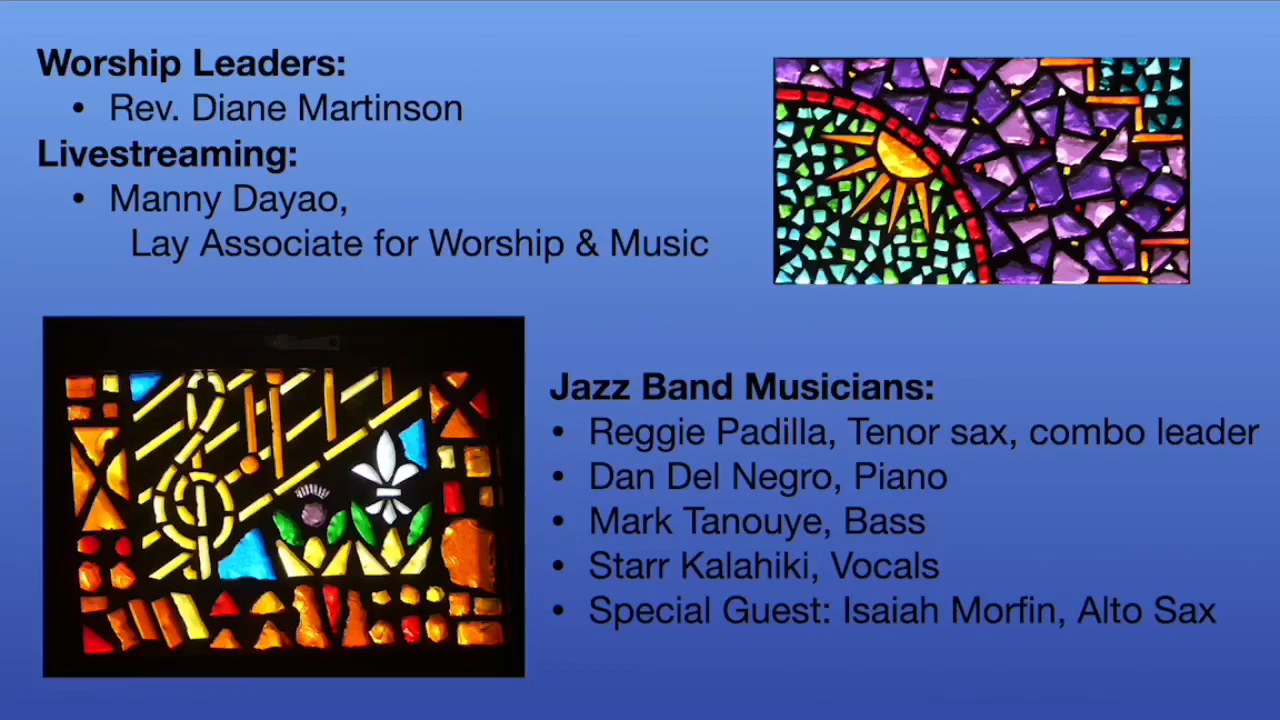 Worship Leaders:
• Rev. Diane Martinson
Livestreaming:
• Manny Dayao,
Lay Associate for Worship & Music
Jazz Band Musicians:
• Reggie Padilla, Tenor sax, combo leader
• Dan Del Negro, Piano
• Mark Tanouye, Bass
• Starr Kalahiki, Vocals
• Special Guest: Isaiah Morfin, Alto Sax